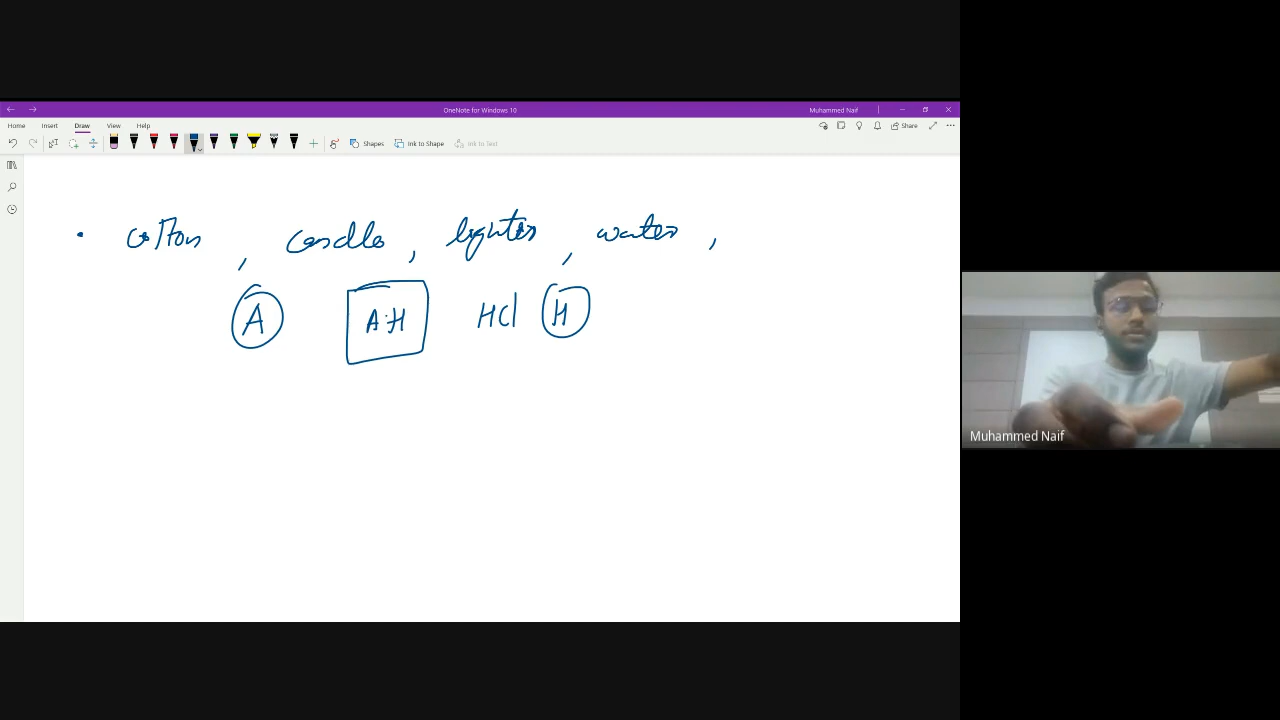 OneNote for Windows 10
Muhammed Naif
Home Insert Draw View Help
Share
Shapes Ink to Shape Ink to Text
• cotton, candle, lighter, water,
A A:H HCl H
Muhammed Naif